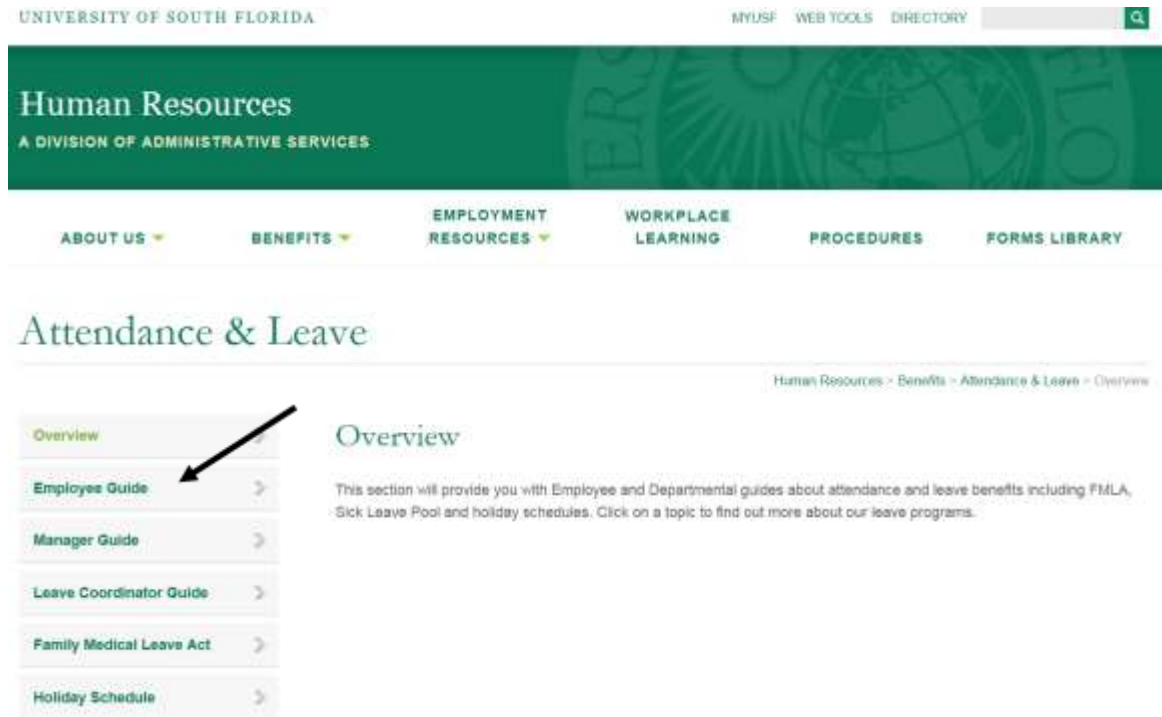 UNIVERSITY OF SOUTH FLORIDA
MYUSF WEB TOOLS DIRECTORY
Human Resources
A DIVISION OF ADMINISTRATIVE SERVICES
ABOUT US
BENEFITS
EMPLOYMENT
RESOURCES
WORKPLACE
LEARNING
PROCEDURES
FORMS LIBRARY
Attendance & Leave
Human Resources > Benefits > Attendance & Leave > Overview
Overview
Employee Guide
Manager Guide
Leave Coordinator Guide
Family Medical Leave Act
Holiday Schedule
Overview
This section will provide you with Employee and Departmental guides about attendance and leave benefits including FMLA,
Sick Leave Pool and holiday schedules. Click on a topic to find out more about our leave programs.